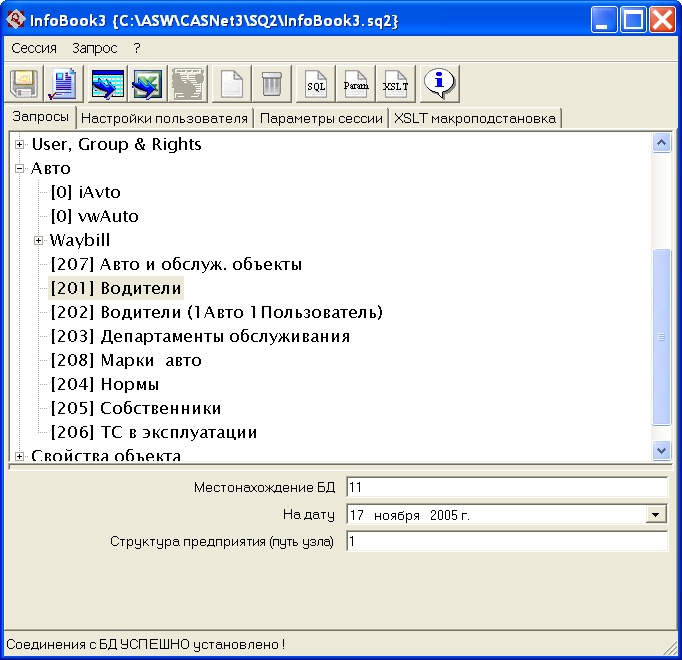 InfoBook3 {C:\ASW\CASNet3\SQ2\InfoBook3.sq2}
Сессия Запрос ?
SQL Param XSLT
Запросы Настройки пользователя Параметры сессии XSLT макроподстановка
User, Group & Rights
Авто
[0] iAvto
[0] vwAuto
Waybill
[207] Авто и обслуж. объекты
[201] Водители
[202] Водители (1Авто 1Пользователь)
[203] Департаменты обслуживания
[208] Марки авто
[204] Нормы
[205] Собственники
[206] ТС в эксплуатации
Свойства объекта
Местонахождение БД 11
На дату 17 ноября 2005 г.
Структура предприятия (путь узла) 1
Соединения с БД УСПЕШНО установлено !